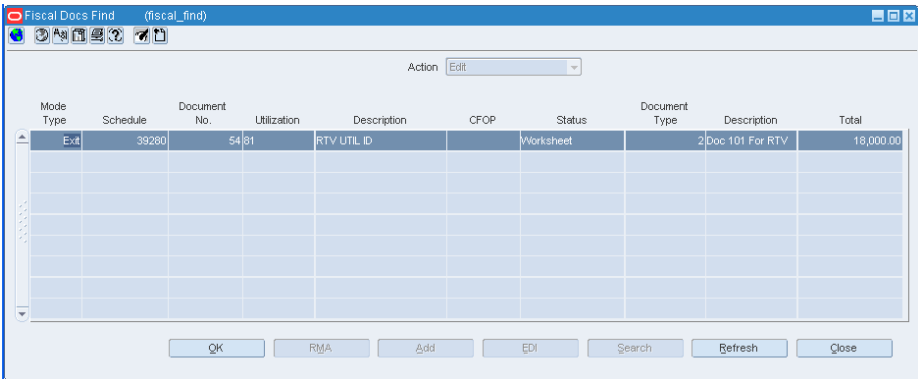 Fiscal Docs Find (fiscal_find)
Action Edit
Mode Type Schedule Document No. Utilization Description CFOP Status Document Type Description Total
Exit 39280 54 81 RTV UTIL ID Worksheet 2 Doc 101 For RTV 18,000.00
OK RMA Add EDI Search Refresh Close